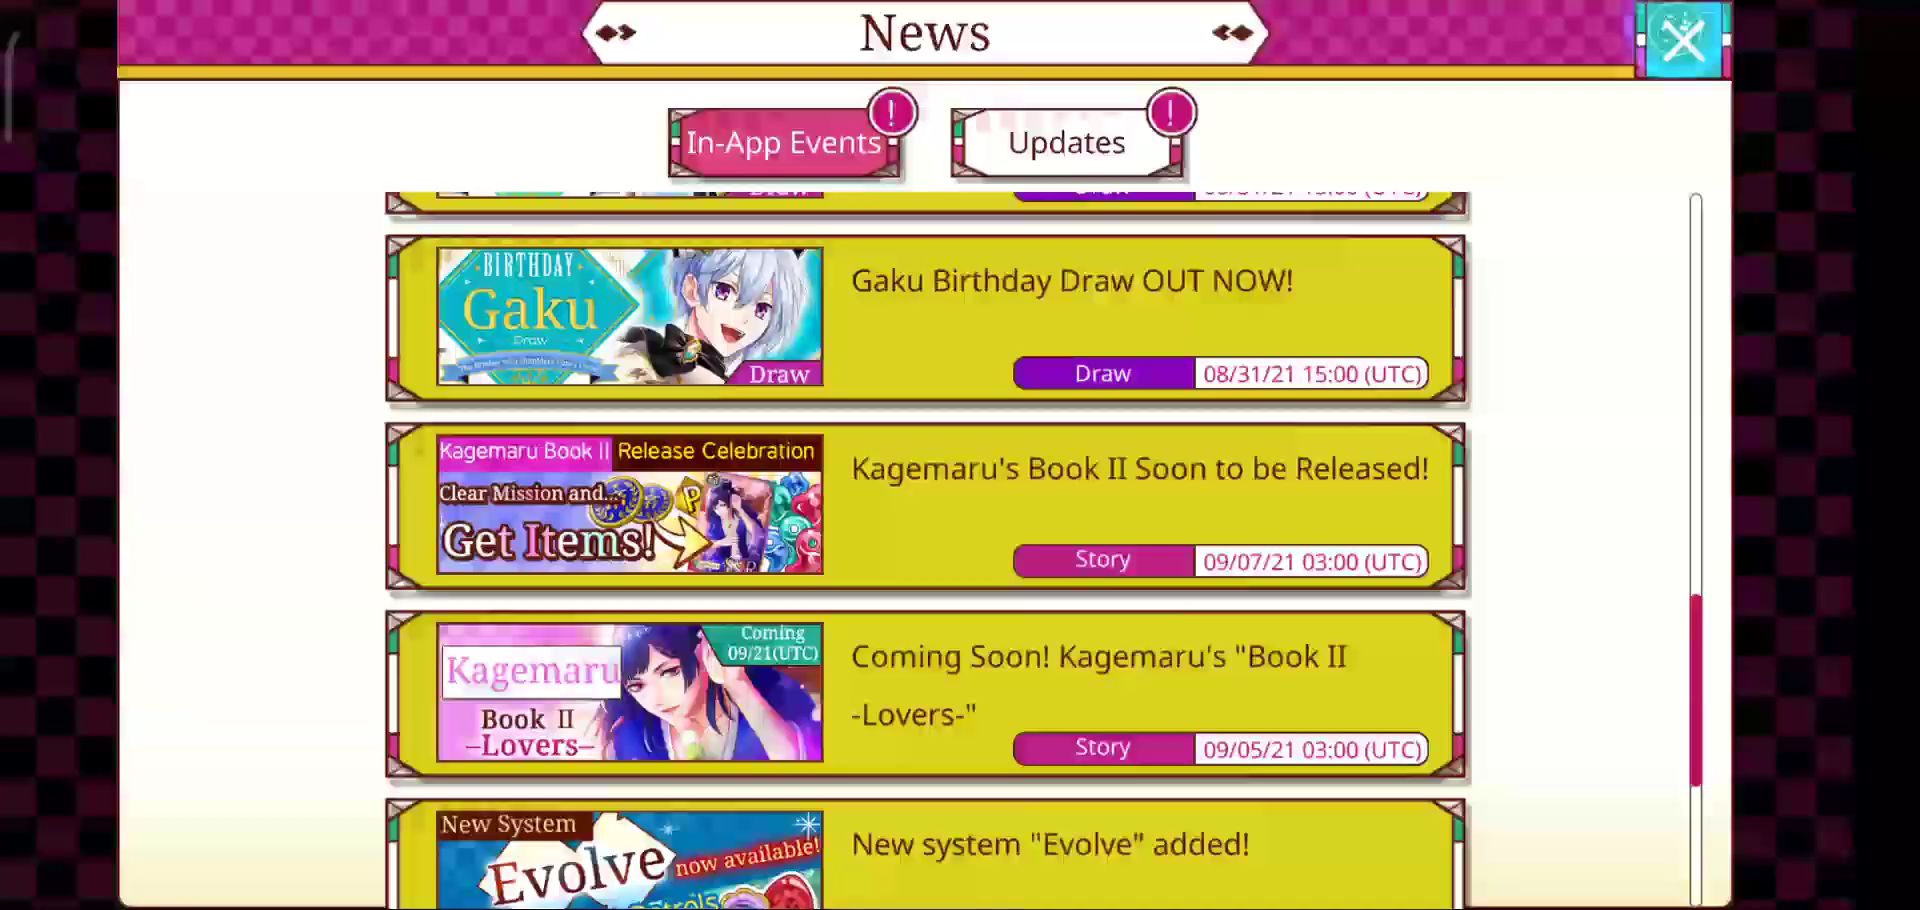 News
In-App Events
!
Updates
!
Draw
BIRTHDAY
Gaku
Draw
Draw
Gaku Birthday Draw OUT NOW!
Draw
08/31/21 15:00 (UTC)
Kagemaru Book II
Release Celebration
Clear Mission and...
Get Items!
P
Kagemaru's Book II Soon to be Released!
Story
09/07/21 03:00 (UTC)
Coming
09/21(UTC)
Kagemaru
Book II
-Lovers-
Coming Soon! Kagemaru's "Book II
-Lovers-"
Story
09/05/21 03:00 (UTC)
New System
Evolve
now available!
New system "Evolve" added!